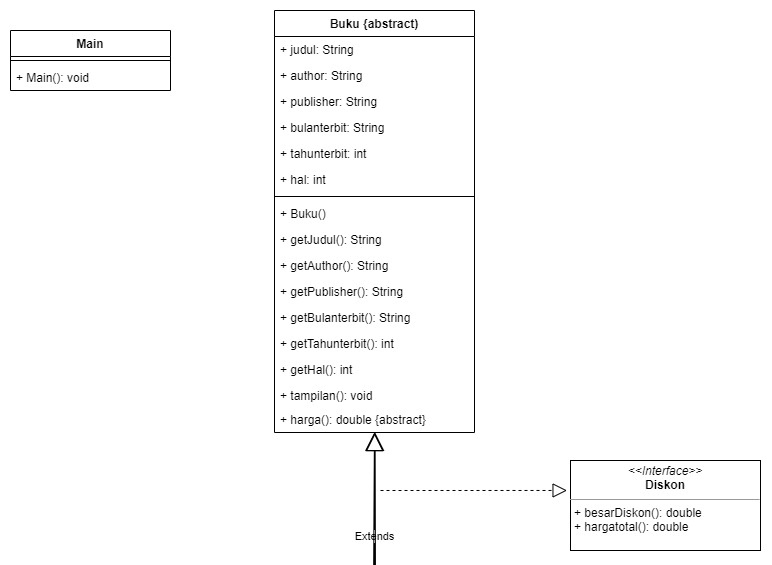 Main
+ Main(): void
Buku {abstract)
+ judul: String
+ author: String
+ publisher: String
+ bulanterbit: String
+ tahunterbit: int
+ hal: int
+ Buku()
+ getJudul(): String
+ getAuthor(): String
+ getPublisher(): String
+ getBulanterbit(): String
+ getTahunterbit(): int
+ getHal(): int
+ tampilan(): void
+ harga(): double {abstract}
<<Interface>>
Diskon
+ besarDiskon(): double
+ hargatotal(): double
Extends